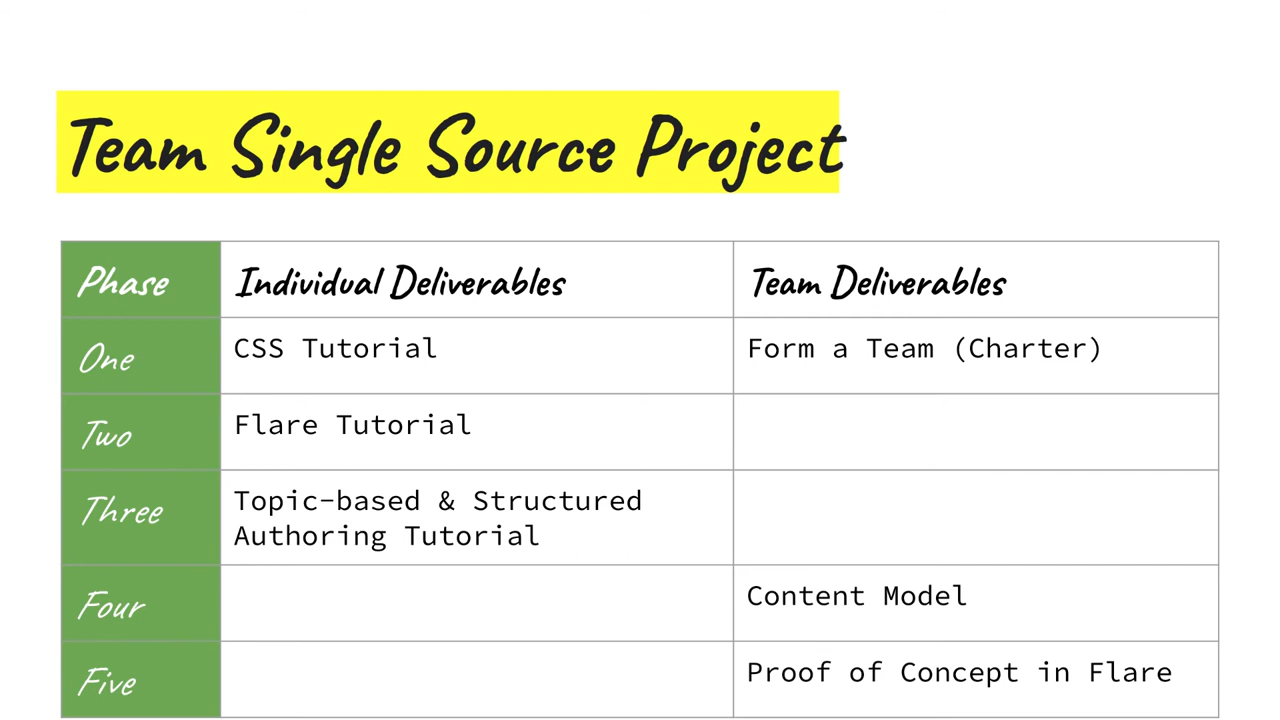 Team Single Source Project
Phase Individual Deliverables Team Deliverables
One CSS Tutorial Form a Team (Charter)
Two Flare Tutorial
Three Topic-based & Structured
Authoring Tutorial
Four Content Model
Five Proof of Concept in Flare